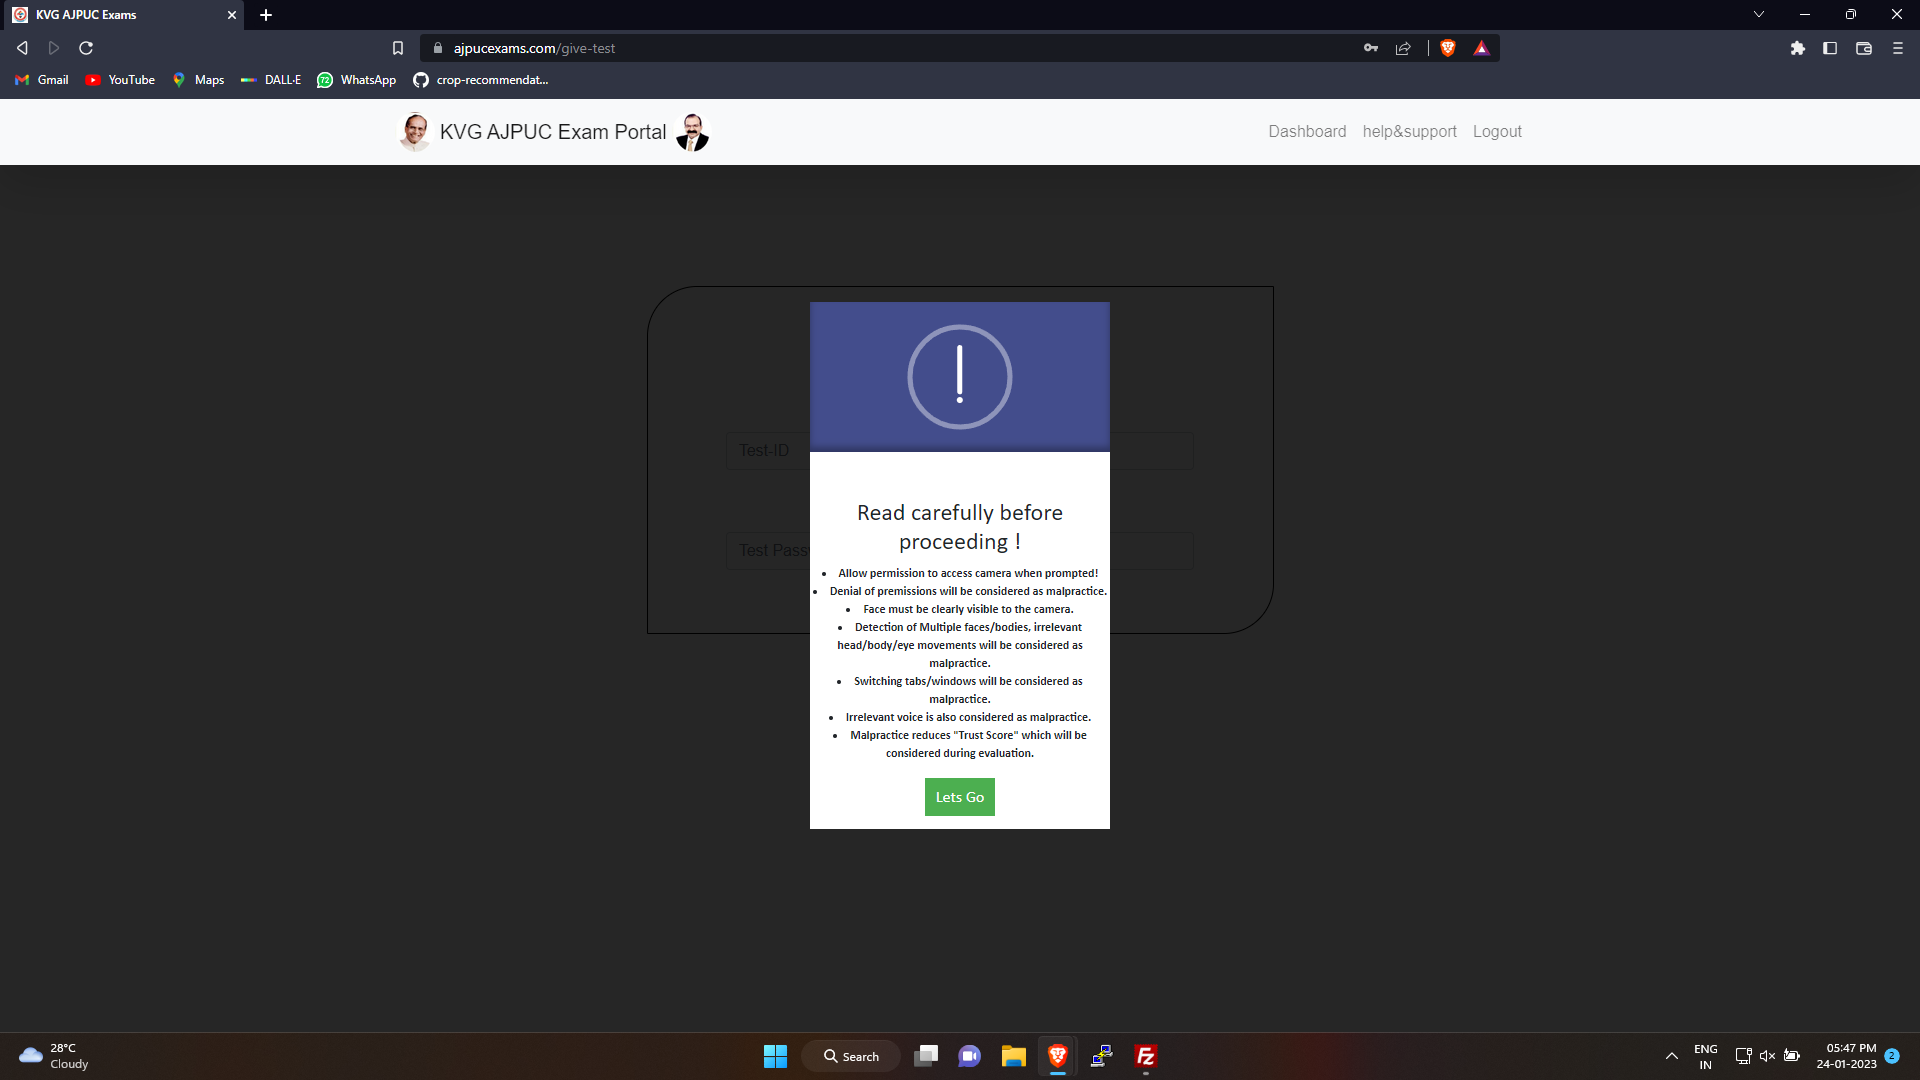 KVG AJPUC Exams
ajpucexams.com/give-test
Gmail YouTube Maps DALL·E WhatsApp crop-recommendat...
72
KVG AJPUC Exam Portal
Dashboard help&support Logout
Test-ID
Test Pass
Read carefully before
proceeding !
• Allow permission to access camera when prompted!
• Denial of premissions will be considered as malpractice.
• Face must be clearly visible to the camera.
• Detection of Multiple faces/bodies, irrelevant
head/body/eye movements will be considered as
malpractice.
• Switching tabs/windows will be considered as
malpractice.
• Irrelevant voice is also considered as malpractice.
• Malpractice reduces "Trust Score" which will be
considered during evaluation.
Lets Go
28°C
Cloudy
Search
Fz
ENG
IN
05:47 PM
24-01-2023
2